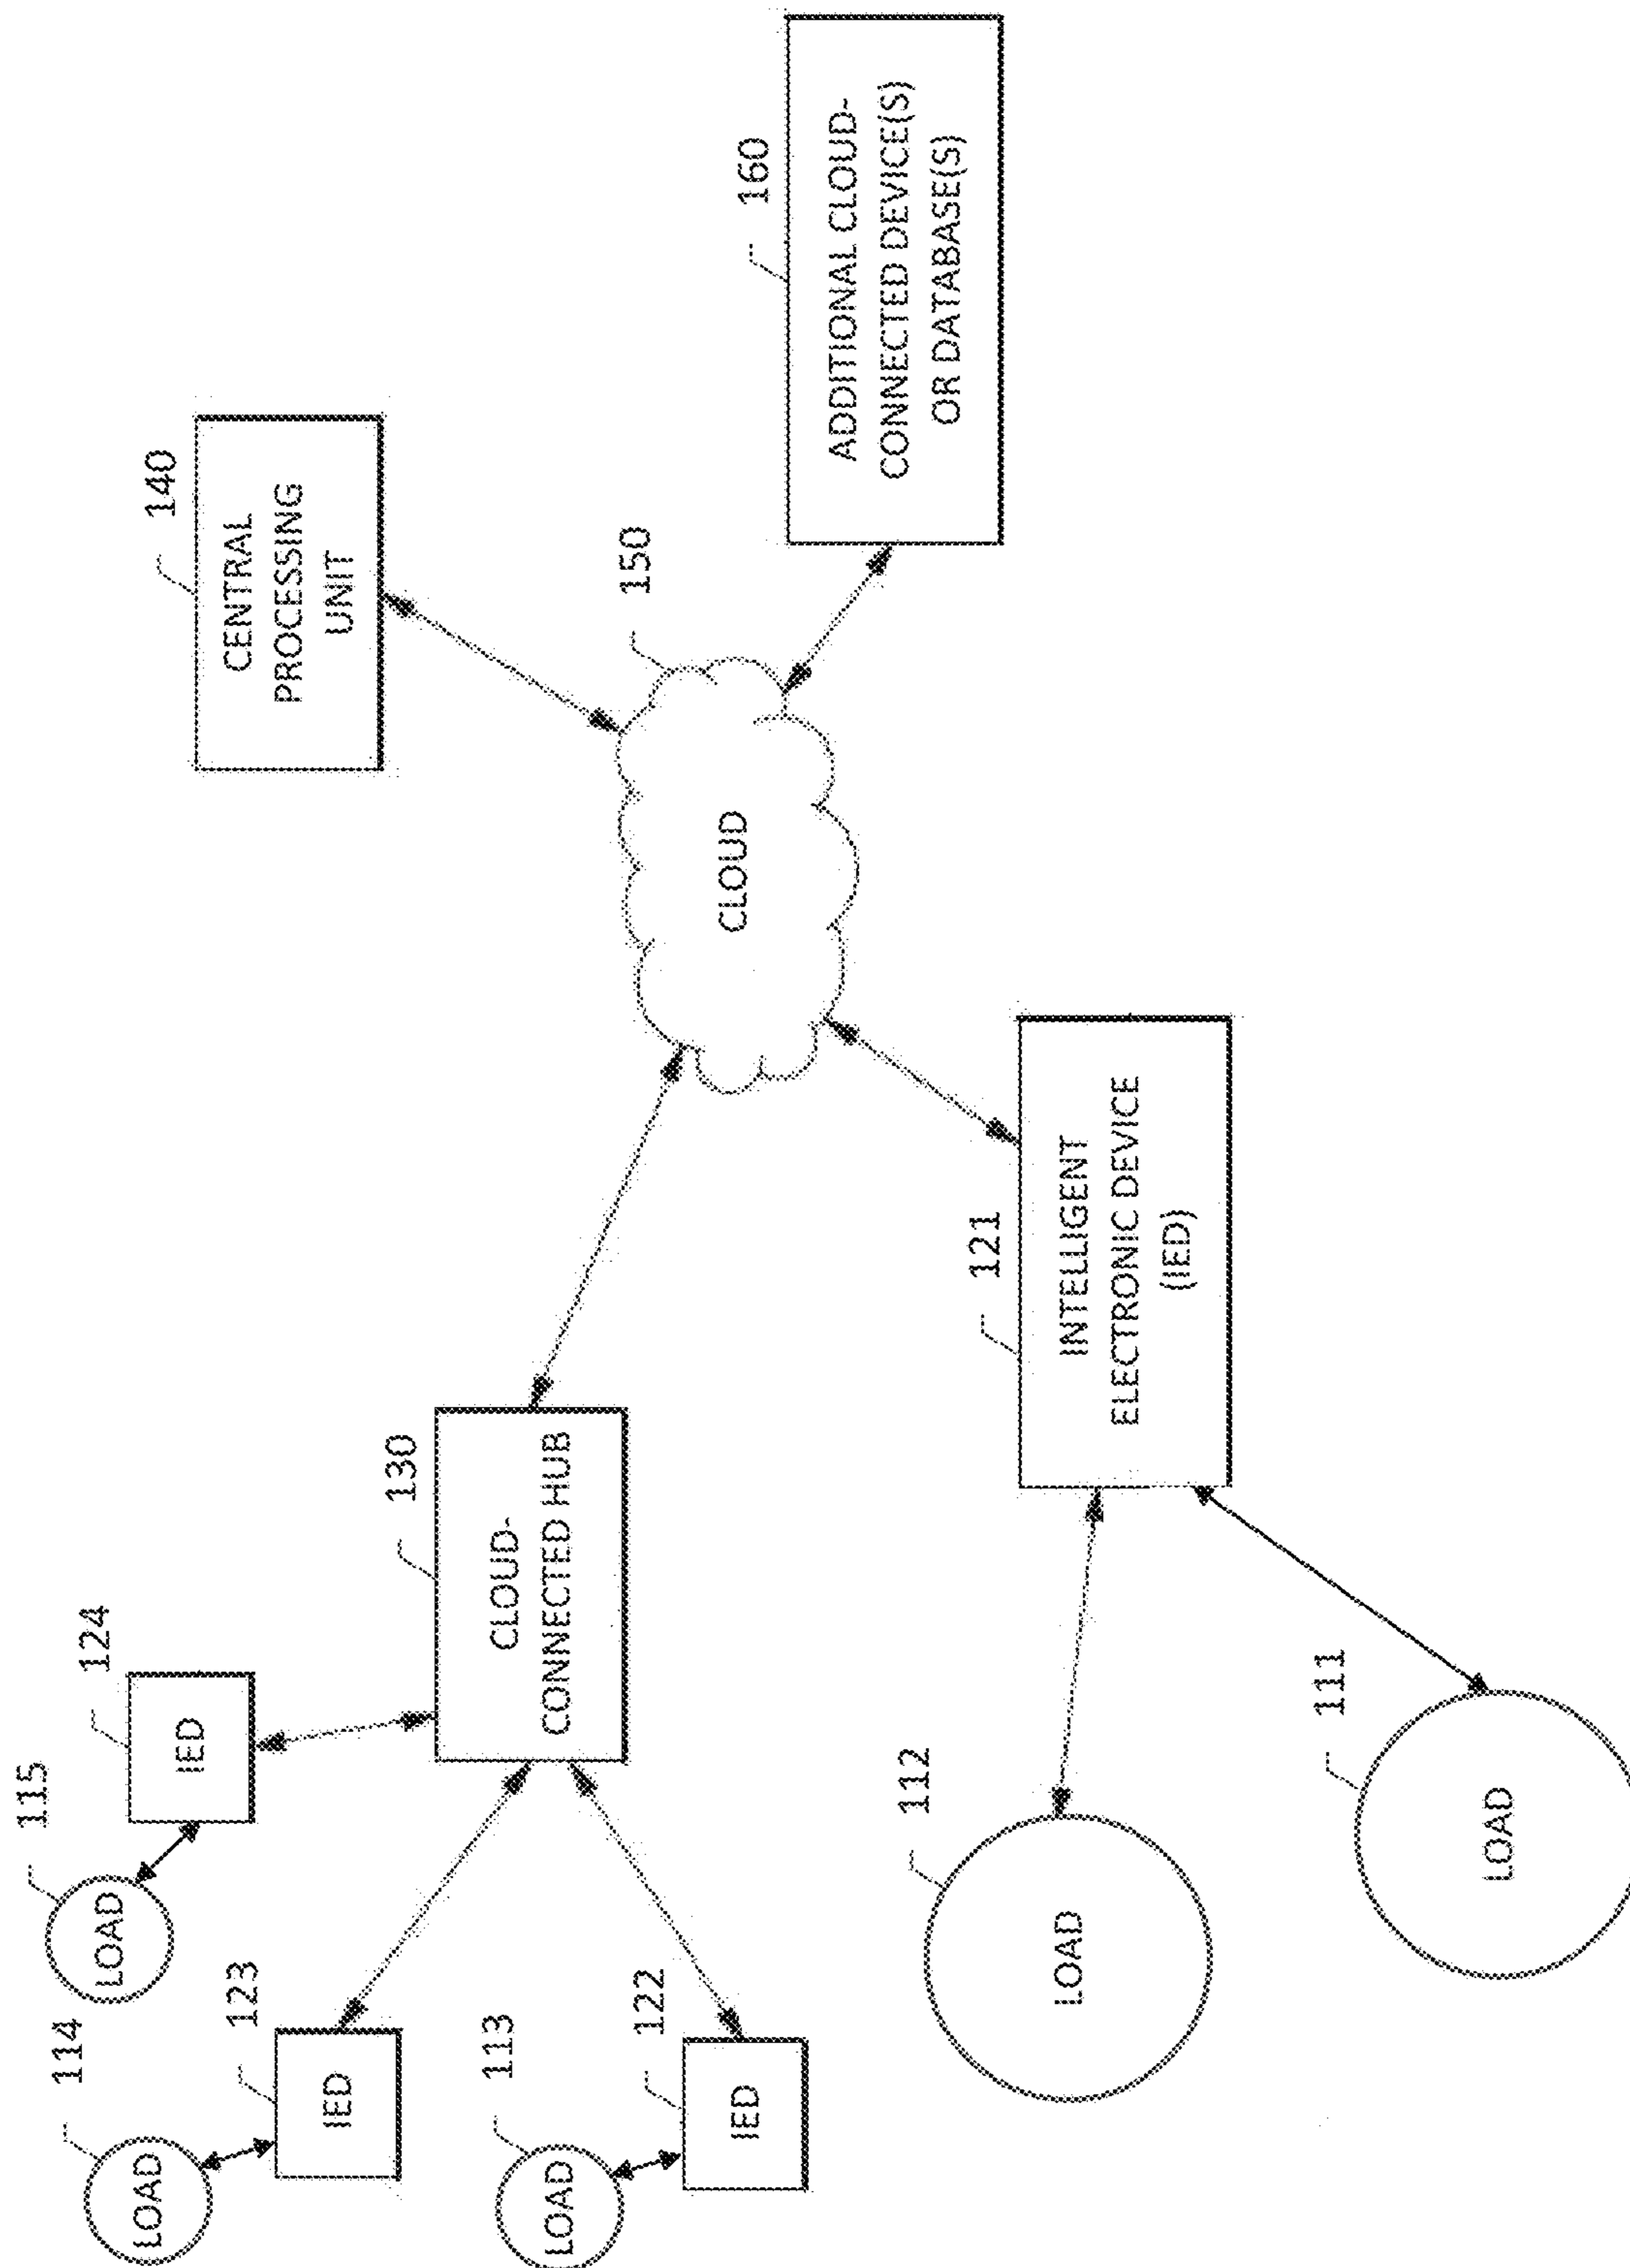 115
LOAD
124
IED
114
LOAD
123
IED
113
LOAD
122
IED
130
CLOUD-
CONNECTED HUB
140
CENTRAL
PROCESSING
UNIT
150
CLOUD
160
ADDITIONAL CLOUD-
CONNECTED DEVICE(S)
OR DATABASE(S)
121
INTELLIGENT
ELECTRONIC DEVICE
(IED)
112
LOAD
111
LOAD